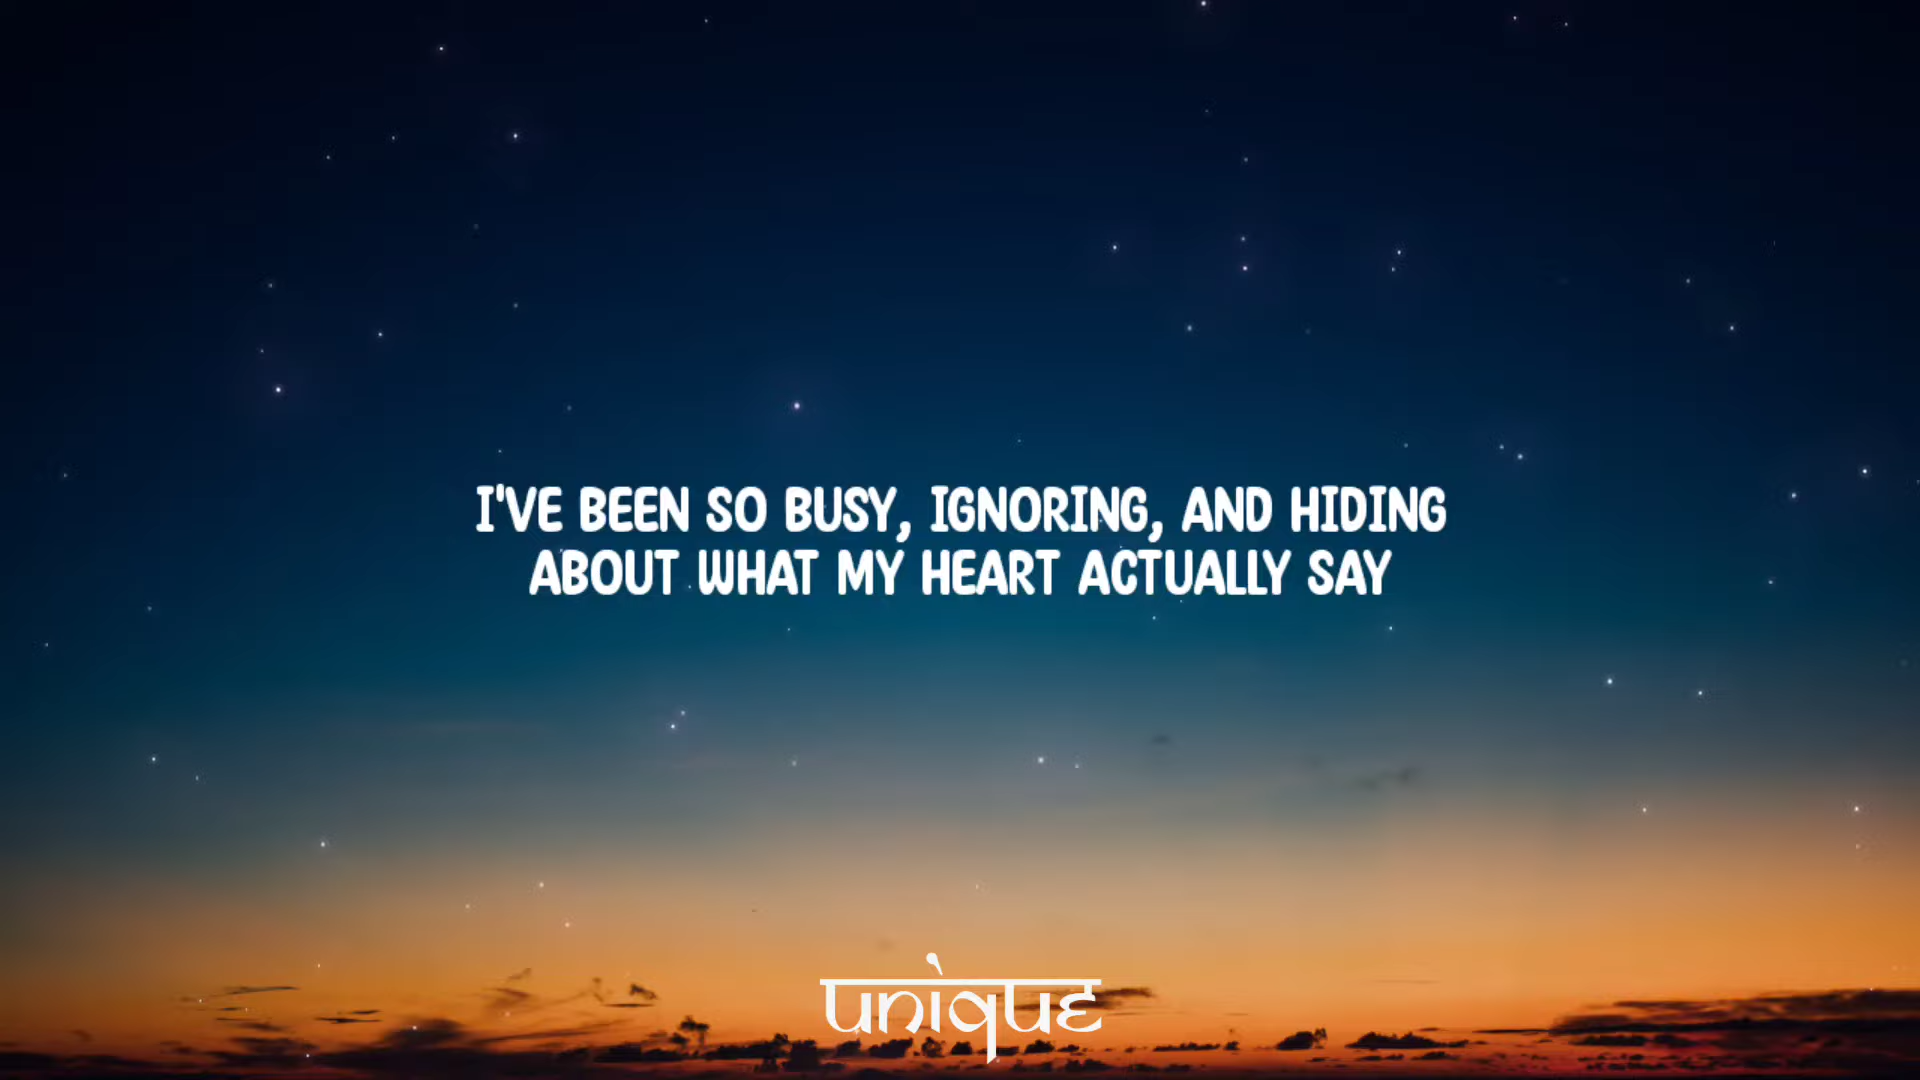 I'VE BEEN SO BUSY, IGNORING, AND HIDING
ABOUT WHAT MY HEART ACTUALLY SAY
unique